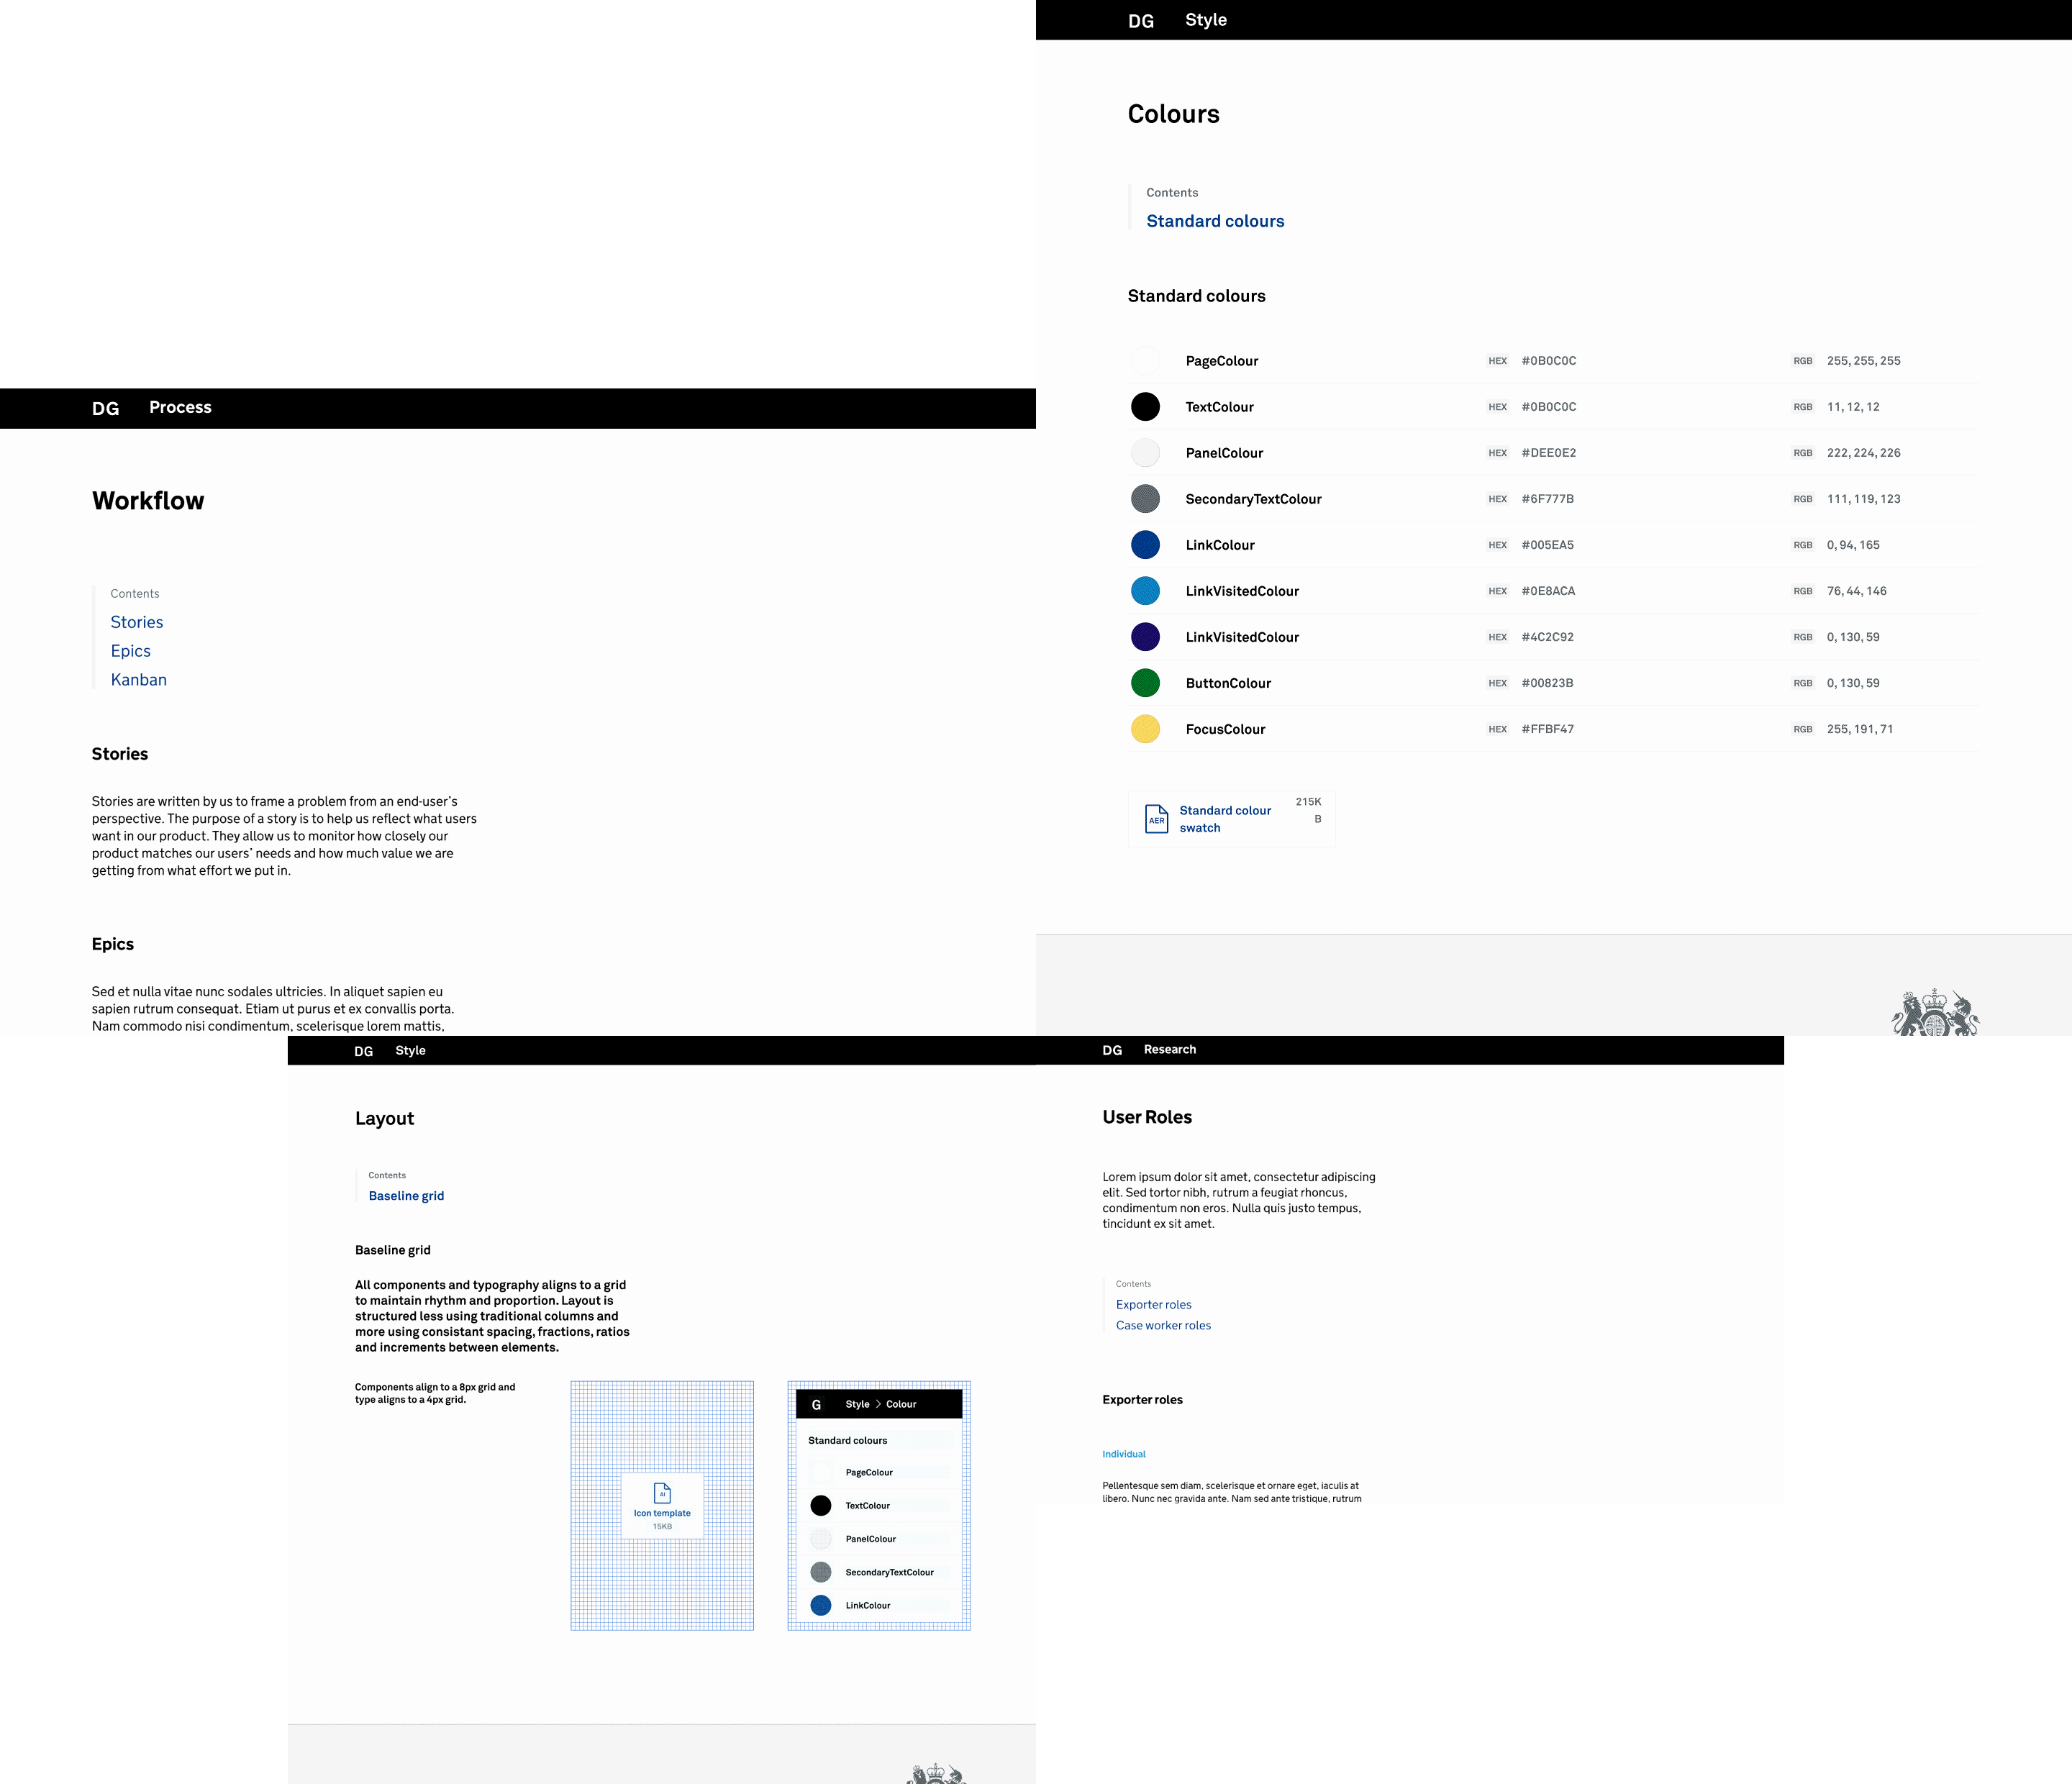 DG Process
Workflow
Contents
Stories
Epics
Kanban
Stories
Stories are written by us to frame a problem from an end-user’s
perspective. The purpose of a story is to help us reflect what users
want in our product. They allow us to monitor how closely our
product matches our users’ needs and how much value we are
getting from what effort we put in.
Epics
Sed et nulla vitae nunc sodales ultricies. In aliquet sapien eu
sapien rutrum consequat. Etiam ut purus et ex convallis porta.
Nam commodo nisi condimentum, scelerisque lorem mattis,
DG Style
Colours
Contents
Standard colours
Standard colours
PageColour HEX #0B0C0C RGB 255, 255, 255
TextColour HEX #0B0C0C RGB 11, 12, 12
PanelColour HEX #DEE0E2 RGB 222, 224, 226
SecondaryTextColour HEX #6F777B RGB 111, 119, 123
LinkColour HEX #005EA5 RGB 0, 94, 165
LinkVisitedColour HEX #0E8ACA RGB 76, 44, 146
LinkVisitedColour HEX #4C2C92 RGB 0, 130, 59
ButtonColour HEX #00823B RGB 0, 130, 59
FocusColour HEX #FFBF47 RGB 255, 191, 71
AER Standard colour 215K
swatch B
DG Style
Layout
Contents
Baseline grid
Baseline grid
All components and typography aligns to a grid
to maintain rhythm and proportion. Layout is
structured less using traditional columns and
more using consistant spacing, fractions, ratios
and increments between elements.
Components align to a 8px grid and
type aligns to a 4px grid.
AI
Icon template
15KB
G Style > Colour
Standard colours
PageColour
TextColour
PanelColour
SecondaryTextColour
LinkColour
DG Research
User Roles
Lorem ipsum dolor sit amet, consectetur adipiscing
elit. Sed tortor nibh, rutrum a feugiat rhoncus,
condimentum non eros. Nulla quis justo tempus,
tincidunt ex sit amet.
Contents
Exporter roles
Case worker roles
Exporter roles
Individual
Pellentesque sem diam, scelerisque et ornare eget, iaculis at
libero. Nunc nec gravida ante. Nam sed ante tristique, rutrum